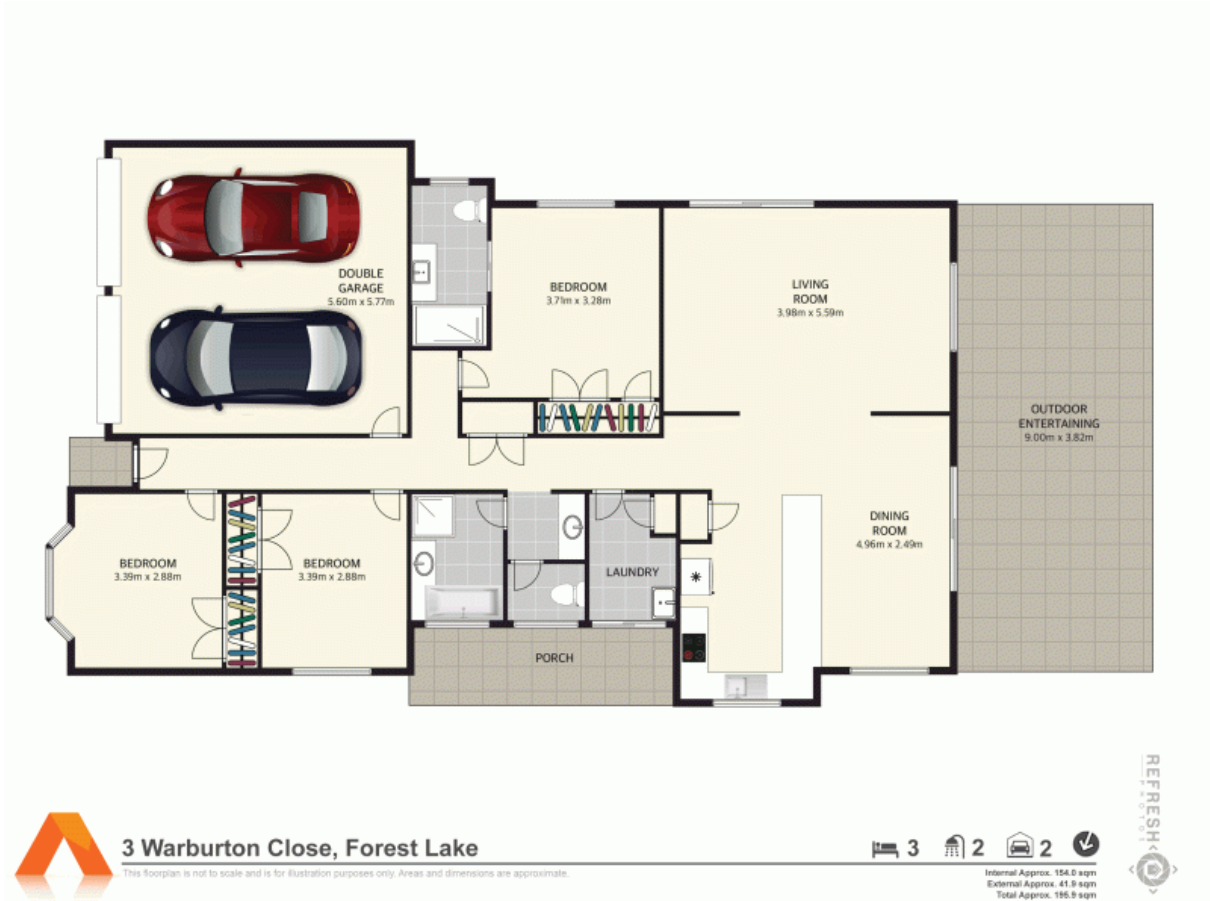 DOUBLE
GARAGE
5.60m x 5.77m
BEDROOM
3.71m x 3.28m
LIVING
ROOM
3.98m x 5.59m
OUTDOOR
ENTERTAINING
9.00m x 3.82m
DINING
ROOM
4.96m x 2.49m
BEDROOM
3.39m x 2.88m
BEDROOM
3.39m x 2.88m
LAUNDRY
PORCH
REFRESH
PHOTOS
3 Warburton Close, Forest Lake
3
2
2
This floorplan is not to scale and is for illustration purposes only. Areas and dimensions are approximate.
Internal Approx. 154.0 sqm
External Approx. 41.9 sqm
Total Approx. 195.9 sqm